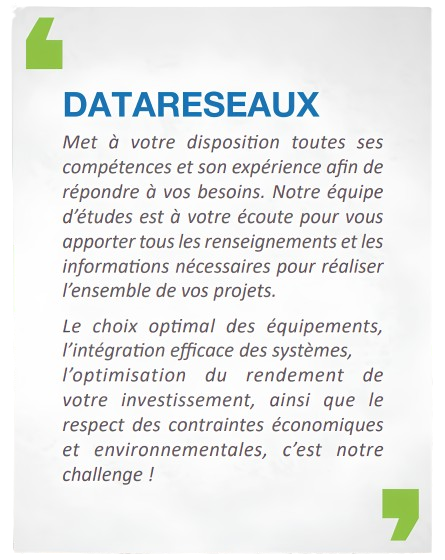 DATARESEAUX
Met à votre disposition toutes ses
compétences et son expérience afin de
répondre à vos besoins. Notre équipe
d’études est à votre écoute pour vous
apporter tous les renseignements et les
informations nécessaires pour réaliser
l’ensemble de vos projets.
Le choix optimal des équipements,
l’intégration efficace des systèmes,
l’optimisation du rendement de
votre investissement, ainsi que le
respect des contraintes économiques
et environnementales, c’est notre
challenge !